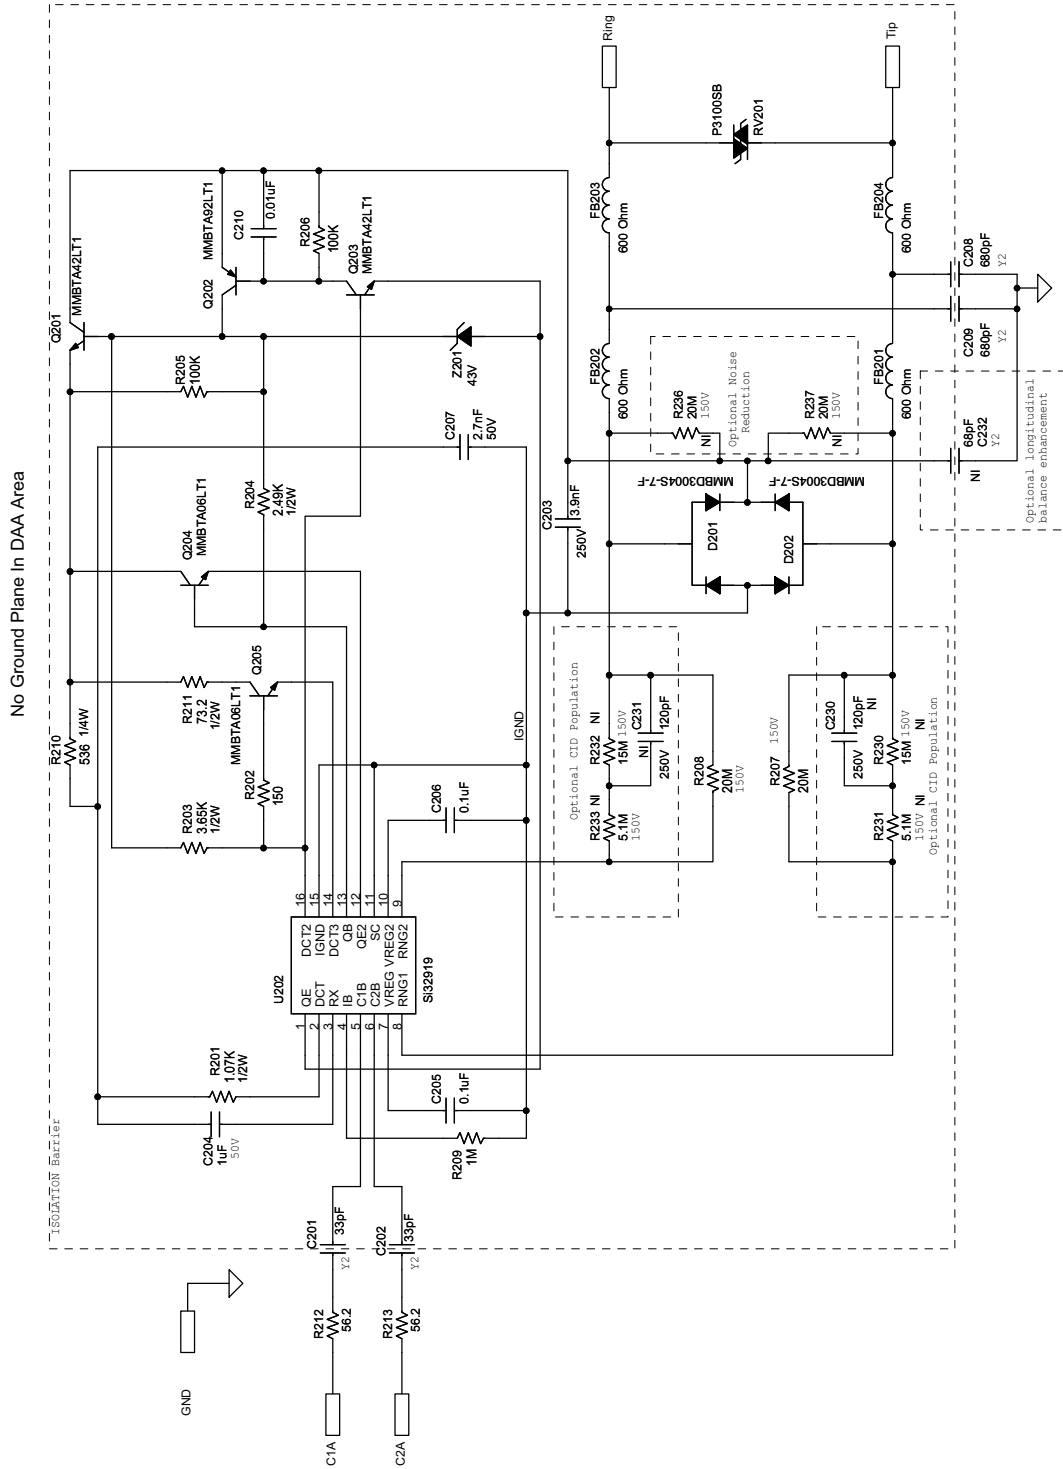 No Ground Plane In DAA Area
ISOLATION Barrier
GND
C1A
C2A
R212
56.2
R213
56.2
C201
33pF
Y2
C202
33pF
Y2
C204
1uF
50V
R201
1.07K
1/2W
C205
0.1uF
R209
1M
U202
Si32919
1
2
3
4
5
6
7
8
QE
DCT
RX
IB
C1B
C2B
VREG
RNG1
DCT2
IGND
DCT3
QB
QE2
SC
VREG2
RNG2
16
15
14
13
12
11
10
9
R210
536 1/4W
R203
3.65K
1/2W
R202
150
R211
73.2
1/2W
MMBTA06LT1
Q205
Q204
MMBTA06LT1
R204
2.49K
1/2W
R205
100K
Q201
MMBTA42LT1
Q202
MMBTA92LT1
C210
0.01uF
R206
100K
Q203
MMBTA42LT1
Z201
43V
C207
2.7nF
50V
C206
0.1uF
IGND
C203
3.9nF
250V
Optional CID Population
R233 NI
5.1M
150V
R232 NI
15M 150V
C231
120pF
NI
250V
R208
20M
150V
R207
20M
150V
C230
120pF
NI
250V
R230
15M 150V
NI
R231
5.1M
150V NI
Optional CID Population
D201
MMBD3004S-7-F
D202
MMBD3004S-7-F
R236
20M
150V
NI
Optional Noise
Reduction
R237
20M
150V
NI
FB202
600 Ohm
FB201
600 Ohm
FB203
600 Ohm
FB204
600 Ohm
P3100SB
RV201
Ring
Tip
C208
680pF
Y2
C209
680pF
Y2
68pF
C232
Y2
NI
Optional longitudinal
balance enhancement